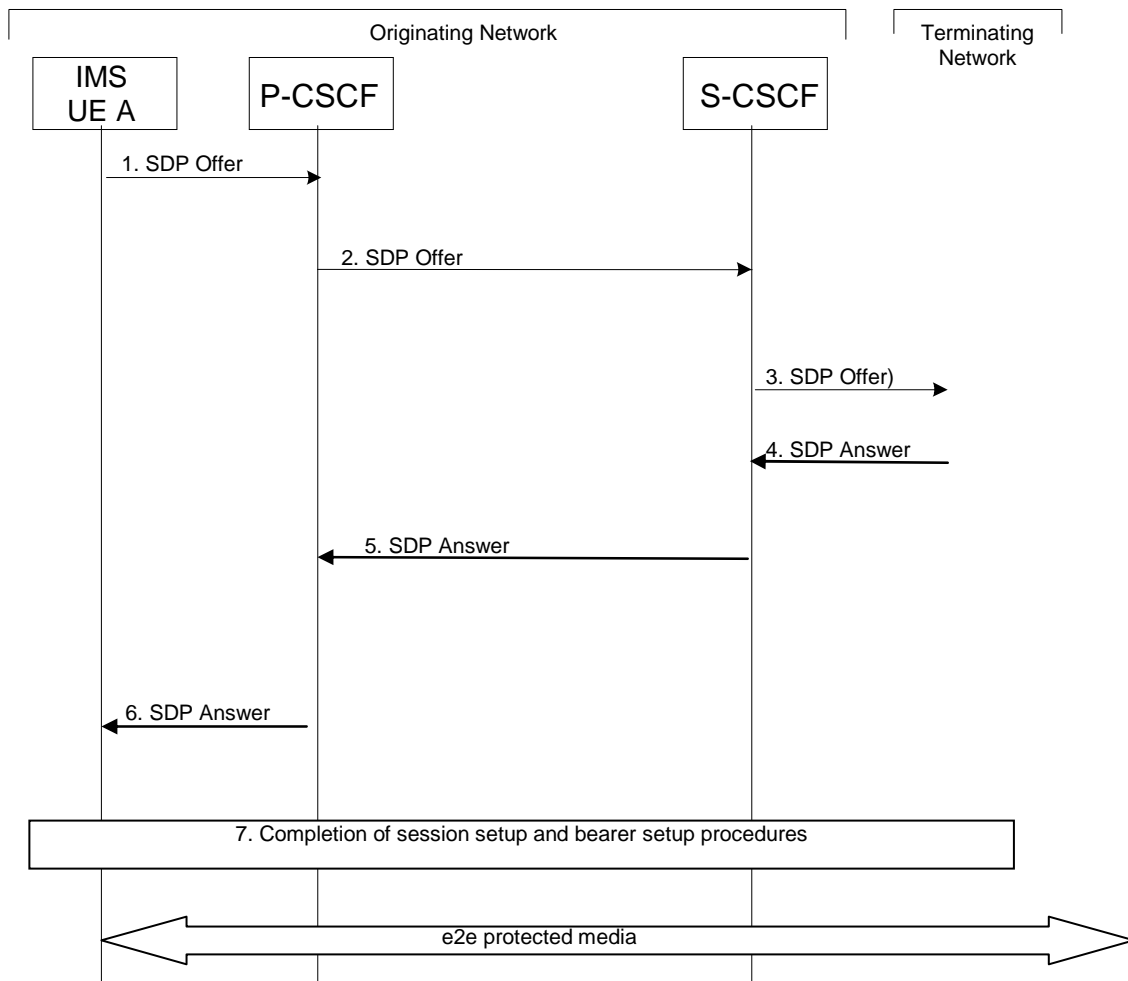 Originating Network
Terminating
Network
IMS
UE A
P-CSCF
S-CSCF
1. SDP Offer
2. SDP Offer
3. SDP Offer)
4. SDP Answer
5. SDP Answer
6. SDP Answer
7. Completion of session setup and bearer setup procedures
e2e protected media